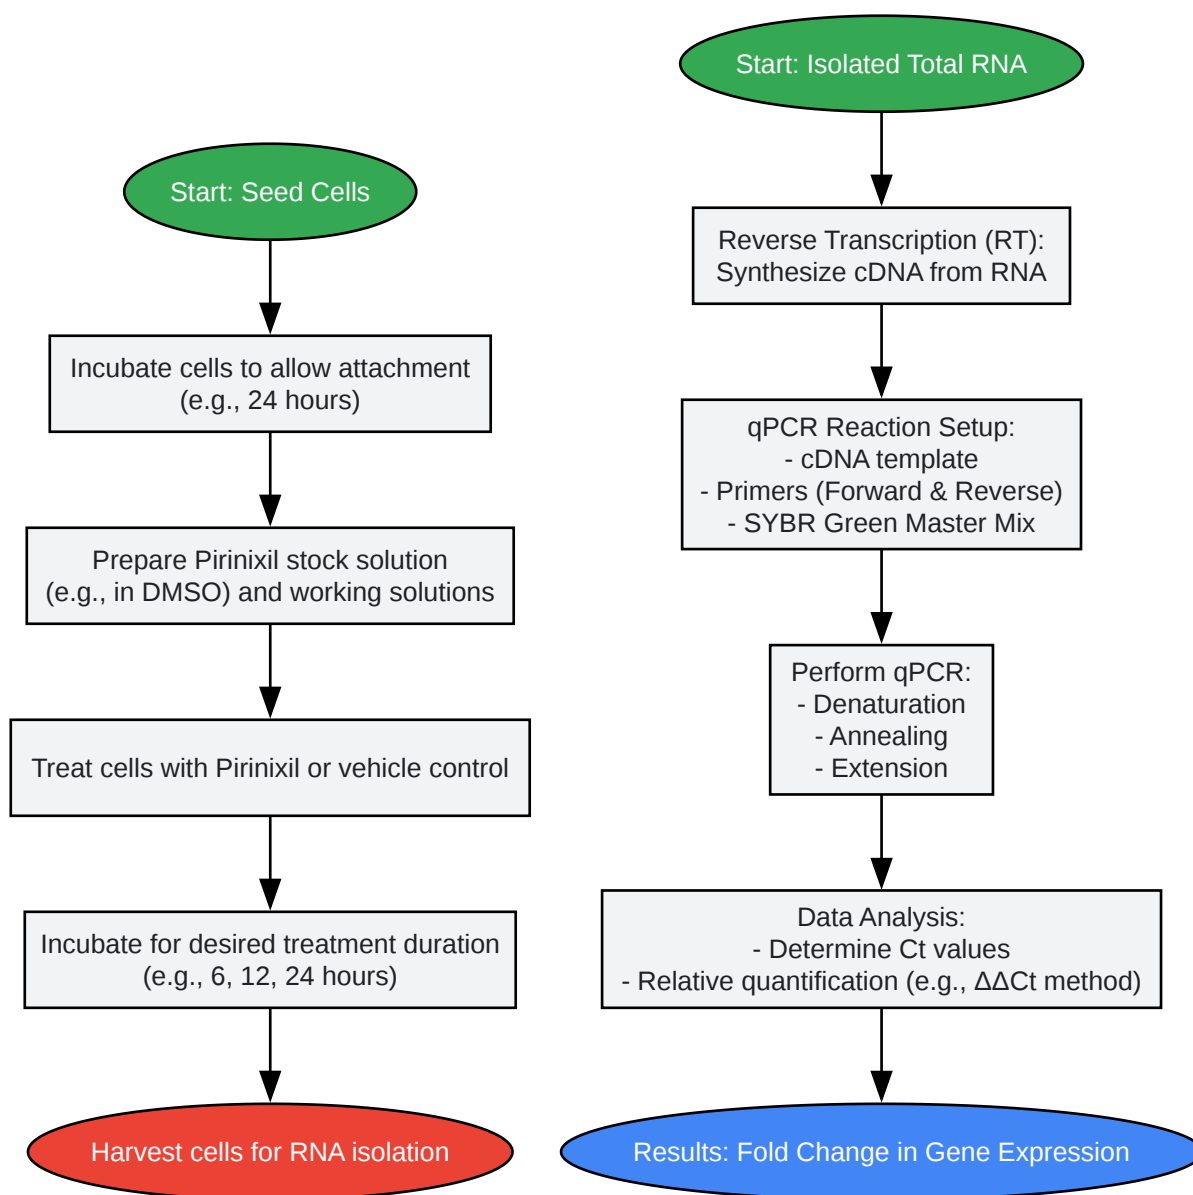 Start: Seed Cells
Incubate cells to allow attachment
(e.g., 24 hours)
Prepare Pirinixil stock solution
(e.g., in DMSO) and working solutions
Treat cells with Pirinixil or vehicle control
Incubate for desired treatment duration
(e.g., 6, 12, 24 hours)
Harvest cells for RNA isolation
Start: Isolated Total RNA
Reverse Transcription (RT):
Synthesize cDNA from RNA
qPCR Reaction Setup:
- cDNA template
- Primers (Forward & Reverse)
- SYBR Green Master Mix
Perform qPCR:
- Denaturation
- Annealing
- Extension
Data Analysis:
- Determine Ct values
- Relative quantification (e.g., ΔΔCt method)
Results: Fold Change in Gene Expression